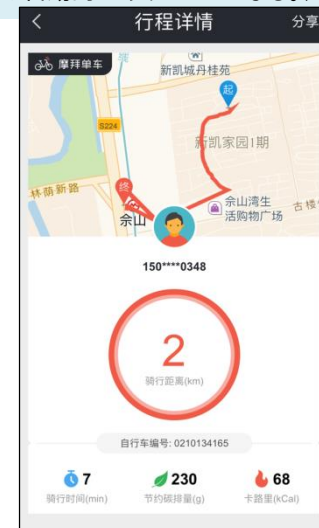 行程详情
分享
摩拜单车
新凯城丹桂苑
起
S224
新凯家园1期
林荫新路
终
佘山
佘山湾生
活购物广场
古楼
150****0348
2
骑行距离(km)
自行车编号: 0210134165
7
230
68
骑行时间(min)
节约碳排量(g)
卡路里(kCal)